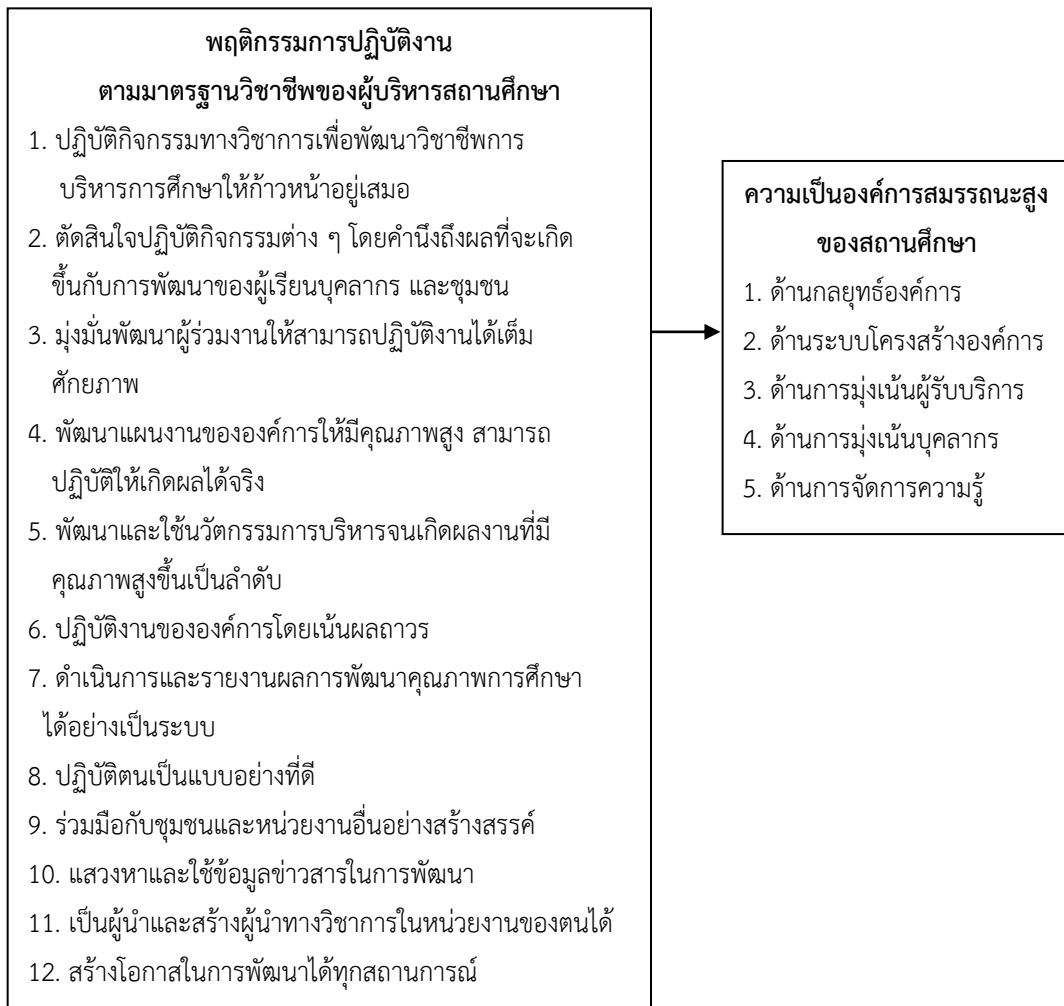 พฤติกรรมการปฏิบัติงาน
ตามมาตรฐานวิชาชีพของผู้บริหารสถานศึกษา
1. ปฏิบัติกิจกรรมทางวิชาการเพื่อพัฒนาวิชาชีพการ
บริหารการศึกษาให้ก้าวหน้าอยู่เสมอ
2. ตัดสินใจปฏิบัติกิจกรรมต่าง ๆ โดยคำนึงถึงผลที่จะเกิด
ขึ้นกับการพัฒนาของผู้เรียนบุคลากร และชุมชน
3. มุ่งมั่นพัฒนาผู้ร่วมงานให้สามารถปฏิบัติงานได้เต็ม
ศักยภาพ
4. พัฒนาแผนงานขององค์การให้มีคุณภาพสูง สามารถ
ปฏิบัติให้เกิดผลได้จริง
5. พัฒนาและใช้นวัตกรรมการบริหารจนเกิดผลงานที่มี
คุณภาพสูงขึ้นเป็นลำดับ
6. ปฏิบัติงานขององค์การโดยเน้นผลถาวร
7. ดำเนินการและรายงานผลการพัฒนาคุณภาพการศึกษา
ได้อย่างเป็นระบบ
8. ปฏิบัติตนเป็นแบบอย่างที่ดี
9. ร่วมมือกับชุมชนและหน่วยงานอื่นอย่างสร้างสรรค์
10. แสวงหาและใช้ข้อมูลข่าวสารในการพัฒนา
11. เป็นผู้นำและสร้างผู้นำทางวิชาการในหน่วยงานของตนได้
12. สร้างโอกาสในการพัฒนาได้ทุกสถานการณ์
ความเป็นองค์การสมรรถนะสูง
ของสถานศึกษา
1. ด้านกลยุทธ์องค์การ
2. ด้านระบบโครงสร้างองค์การ
3. ด้านการมุ่งเน้นผู้รับบริการ
4. ด้านการมุ่งเน้นบุคลากร
5. ด้านการจัดการความรู้